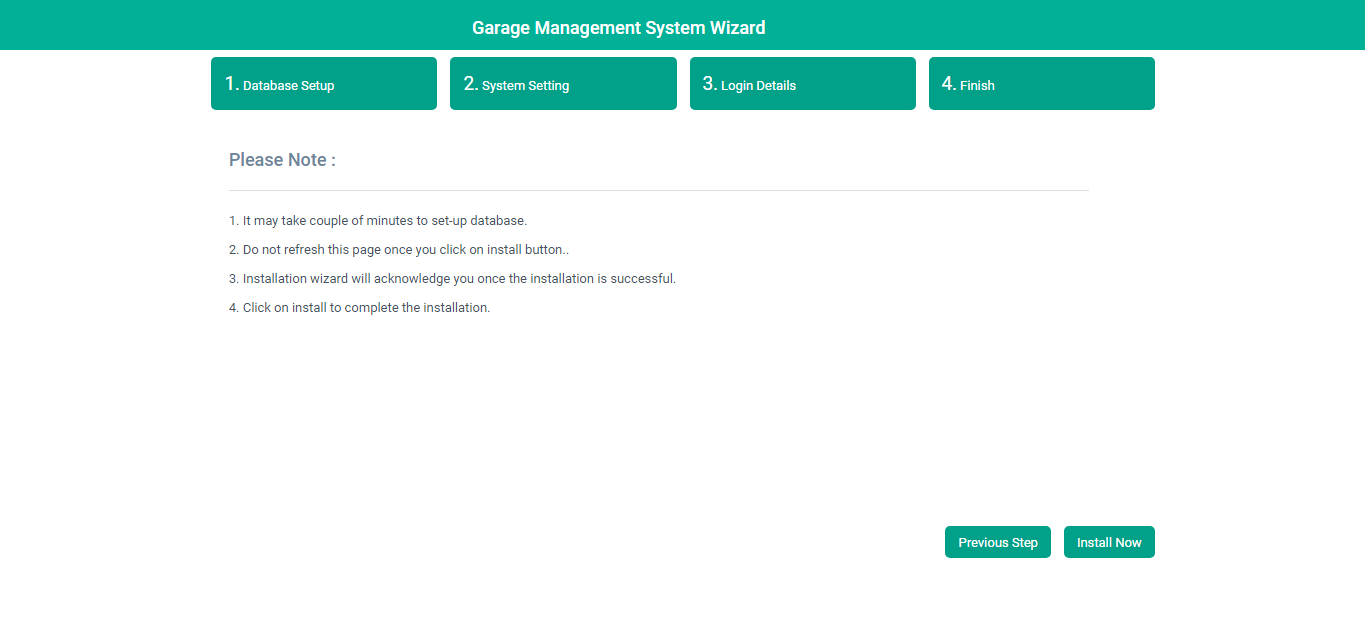 Garage Management System Wizard
1. Database Setup
2. System Setting
3. Login Details
4. Finish
Please Note :
1. It may take couple of minutes to set-up database.
2. Do not refresh this page once you click on install button..
3. Installation wizard will acknowledge you once the installation is successful.
4. Click on install to complete the installation.
Previous Step
Install Now